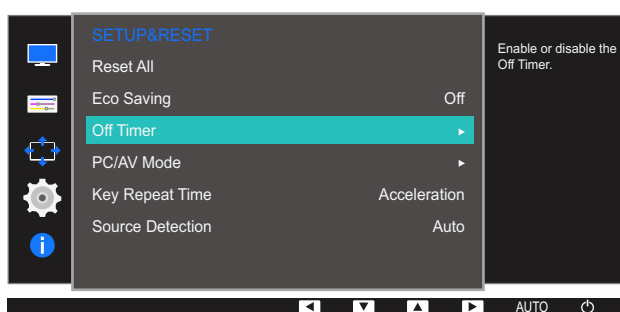 SETUP&RESET
Reset All
Eco Saving Off
Off Timer
PC/AV Mode
Key Repeat Time Acceleration
Source Detection Auto
Enable or disable the
Off Timer.
AUTO